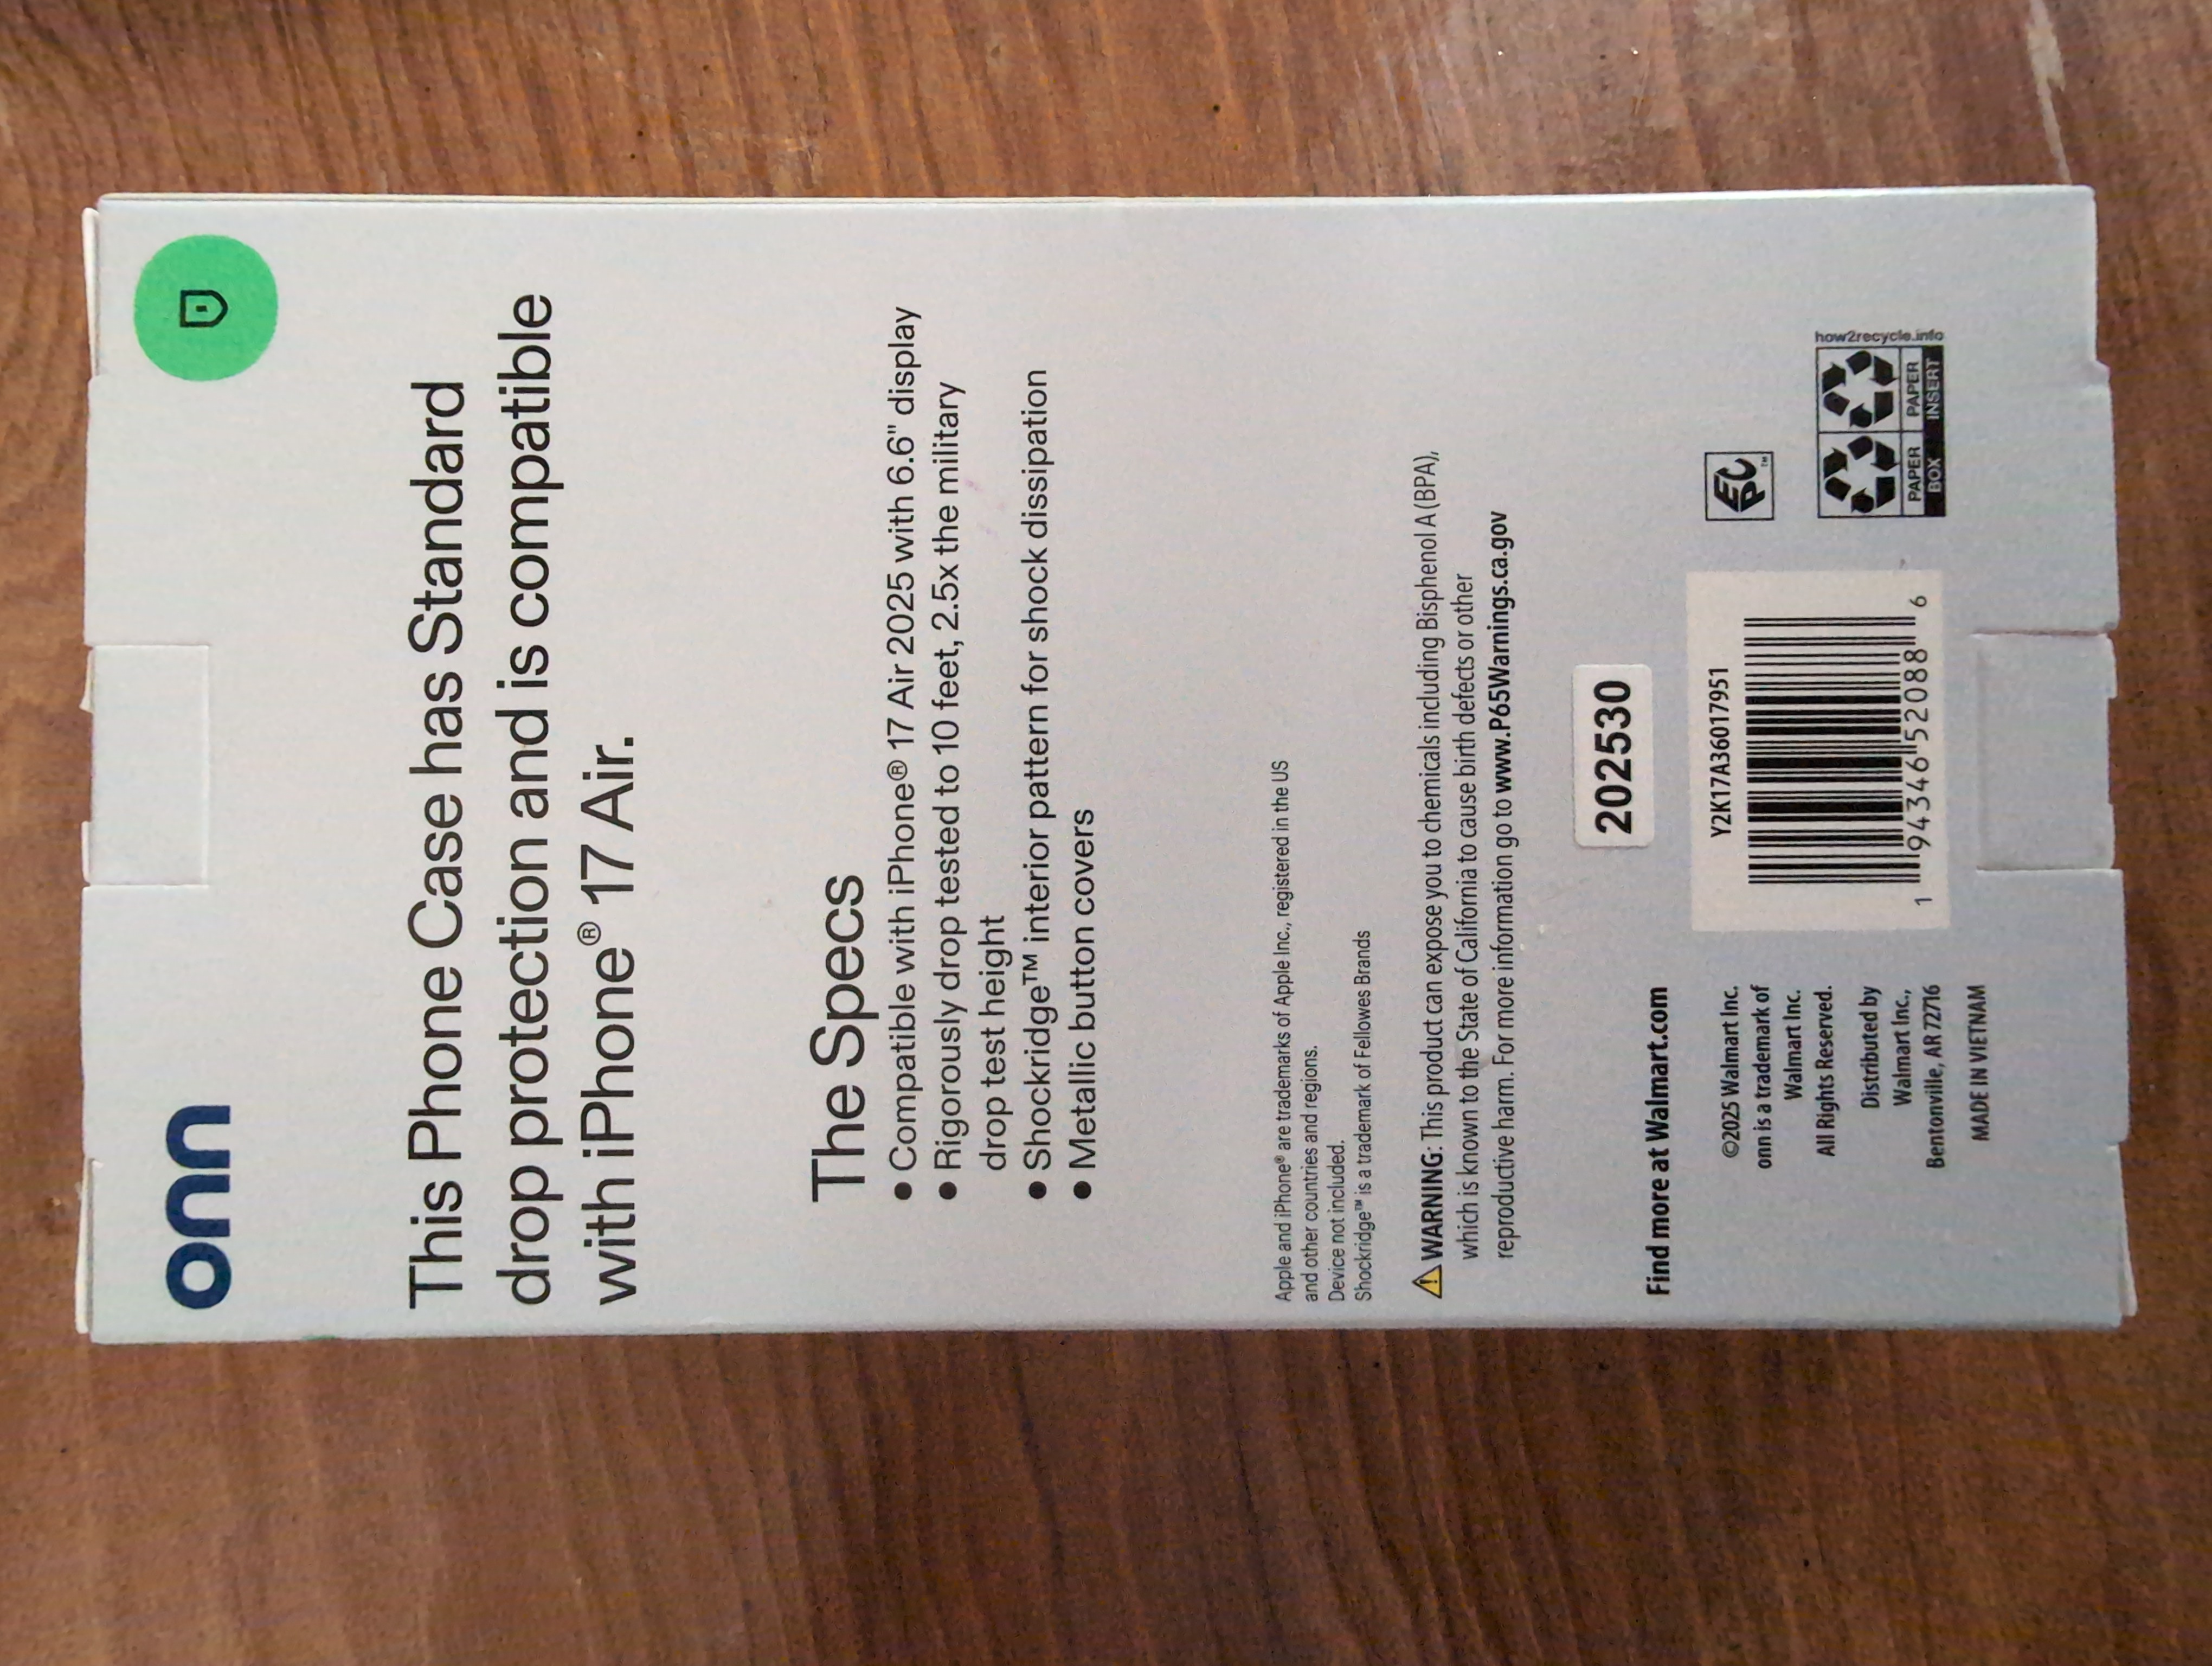 onn
This Phone Case has Standard
drop protection and is compatible
with iPhone® 17 Air.
The Specs
• Compatible with iPhone® 17 Air 2025 with 6.6" display
• Rigorously drop tested to 10 feet, 2.5x the military
drop test height
• Shockridge™ interior pattern for shock dissipation
• Metallic button covers
Apple and iPhone® are trademarks of Apple Inc., registered in the US
and other countries and regions.
Device not included.
Shockridge™ is a trademark of Fellowes Brands
WARNING: This product can expose you to chemicals including Bisphenol A (BPA),
which is known to the State of California to cause birth defects or other
reproductive harm. For more information go to www.P65Warnings.ca.gov
202530
Find more at Walmart.com
©2025 Walmart Inc.
onn is a trademark of
Walmart Inc.
All Rights Reserved.
Distributed by
Walmart Inc.,
Bentonville, AR 72716
MADE IN VIETNAM
Y2K17A36017951
1 94346 52088 6
EPC™
how2recycle.info
PAPER PAPER
BOX INSERT